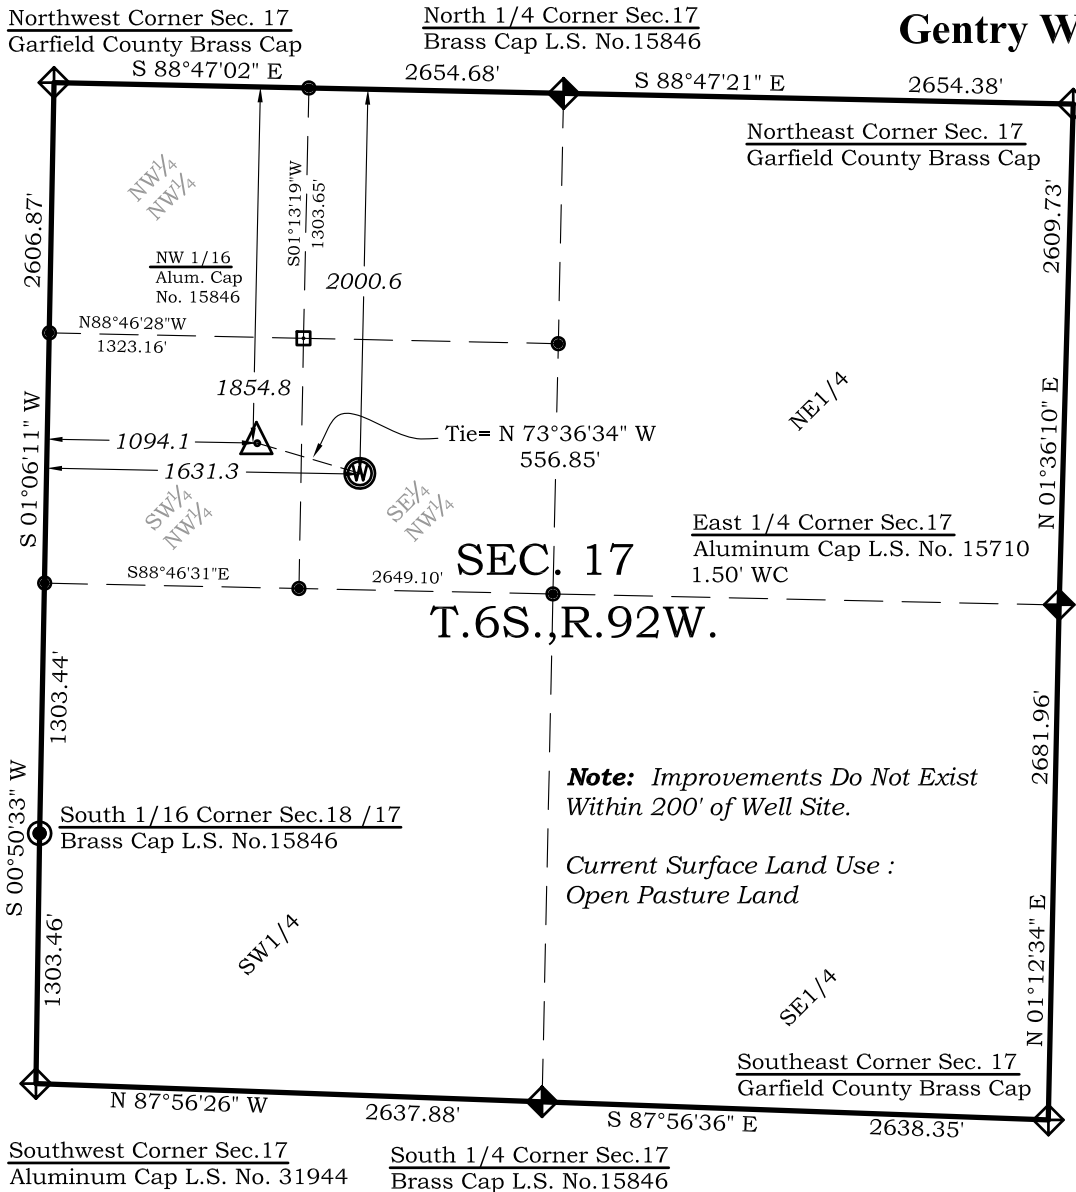 Northwest Corner Sec. 17
Garfield County Brass Cap
North 1/4 Corner Sec.17
Brass Cap L.S. No.15846
Gentry W
S 88°47'02" E
2654.68'
S 88°47'21" E
2654.38'
Northeast Corner Sec. 17
Garfield County Brass Cap
NW¼
NW¼
2606.87'
S01°13'19"W
1303.65'
2609.73'
NW 1/16
Alum. Cap
No. 15846
2000.6
N88°46'28"W
1323.16'
1854.8
NE1/4
S 01°06'11" W
1094.1
Tie= N 73°36'34" W
556.85'
N 01°36'10" E
1631.3
W
SW¼
NW¼
SE¼
NW¼
East 1/4 Corner Sec.17
Aluminum Cap L.S. No. 15710
1.50' WC
SEC. 17
S88°46'31"E
2649.10'
T.6S.,R.92W.
1303.44'
2681.96'
Note: Improvements Do Not Exist
Within 200' of Well Site.
S 00°50'33" W
South 1/16 Corner Sec.18 /17
Brass Cap L.S. No.15846
Current Surface Land Use :
Open Pasture Land
1303.46'
SW1/4
SE1/4
N 01°12'34" E
Southeast Corner Sec. 17
Garfield County Brass Cap
N 87°56'26" W
2637.88'
S 87°56'36" E
2638.35'
Southwest Corner Sec.17
Aluminum Cap L.S. No. 31944
South 1/4 Corner Sec.17
Brass Cap L.S. No.15846